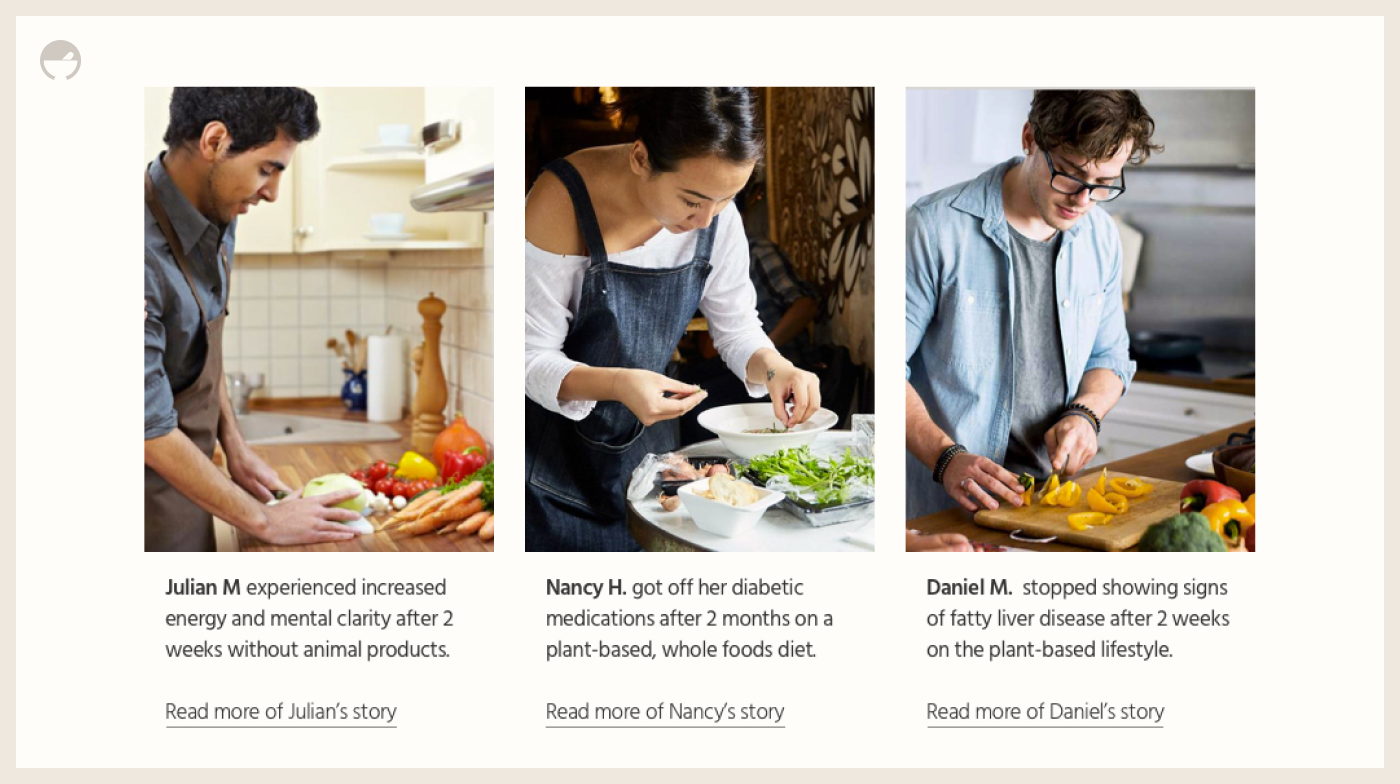 Julian M experienced increased
energy and mental clarity after 2
weeks without animal products.
Read more of Julian’s story
Nancy H. got off her diabetic
medications after 2 months on a
plant-based, whole foods diet.
Read more of Nancy’s story
Daniel M.  stopped showing signs
of fatty liver disease after 2 weeks
on the plant-based lifestyle.
Read more of Daniel’s story